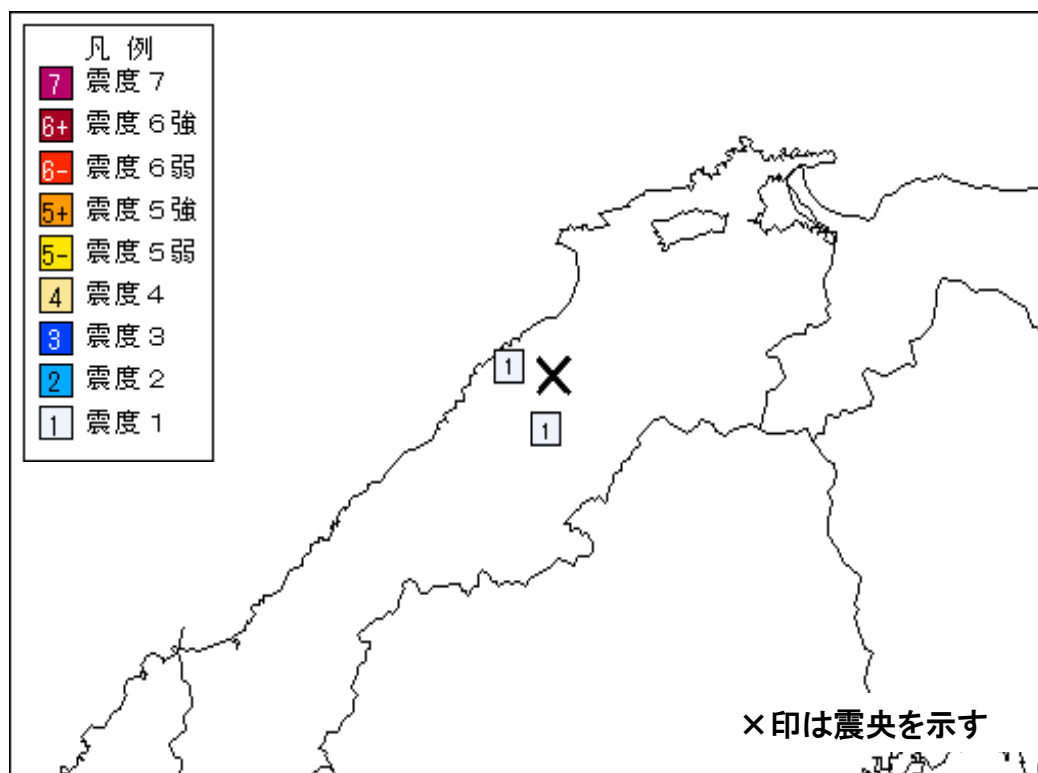 凡 例
7 震度７
6+ 震度６強
6- 震度６弱
5+ 震度５強
5- 震度５弱
4 震度４
3 震度３
2 震度２
1 震度１
1
1
×印は震央を示す